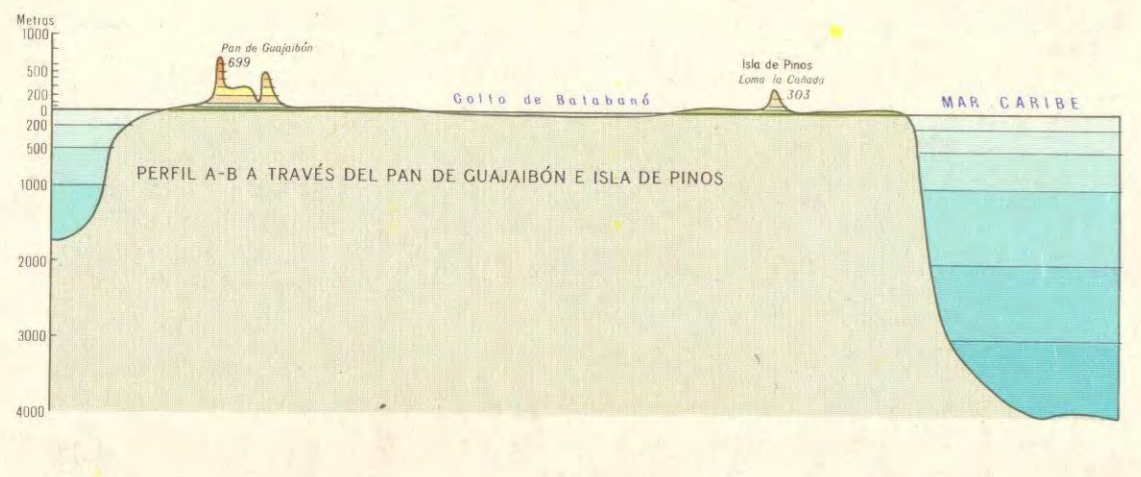 Metros
1000
500
200
0
200
500
1000
2000
3000
4000
Pan de Guajaibón
699
Golfo de Batabanó
Isla de Pinos
Loma la Cañada
303
MAR CARIBE
PERFIL A-B A TRAVÉS DEL PAN DE GUAJAIBÓN E ISLA DE PINOS